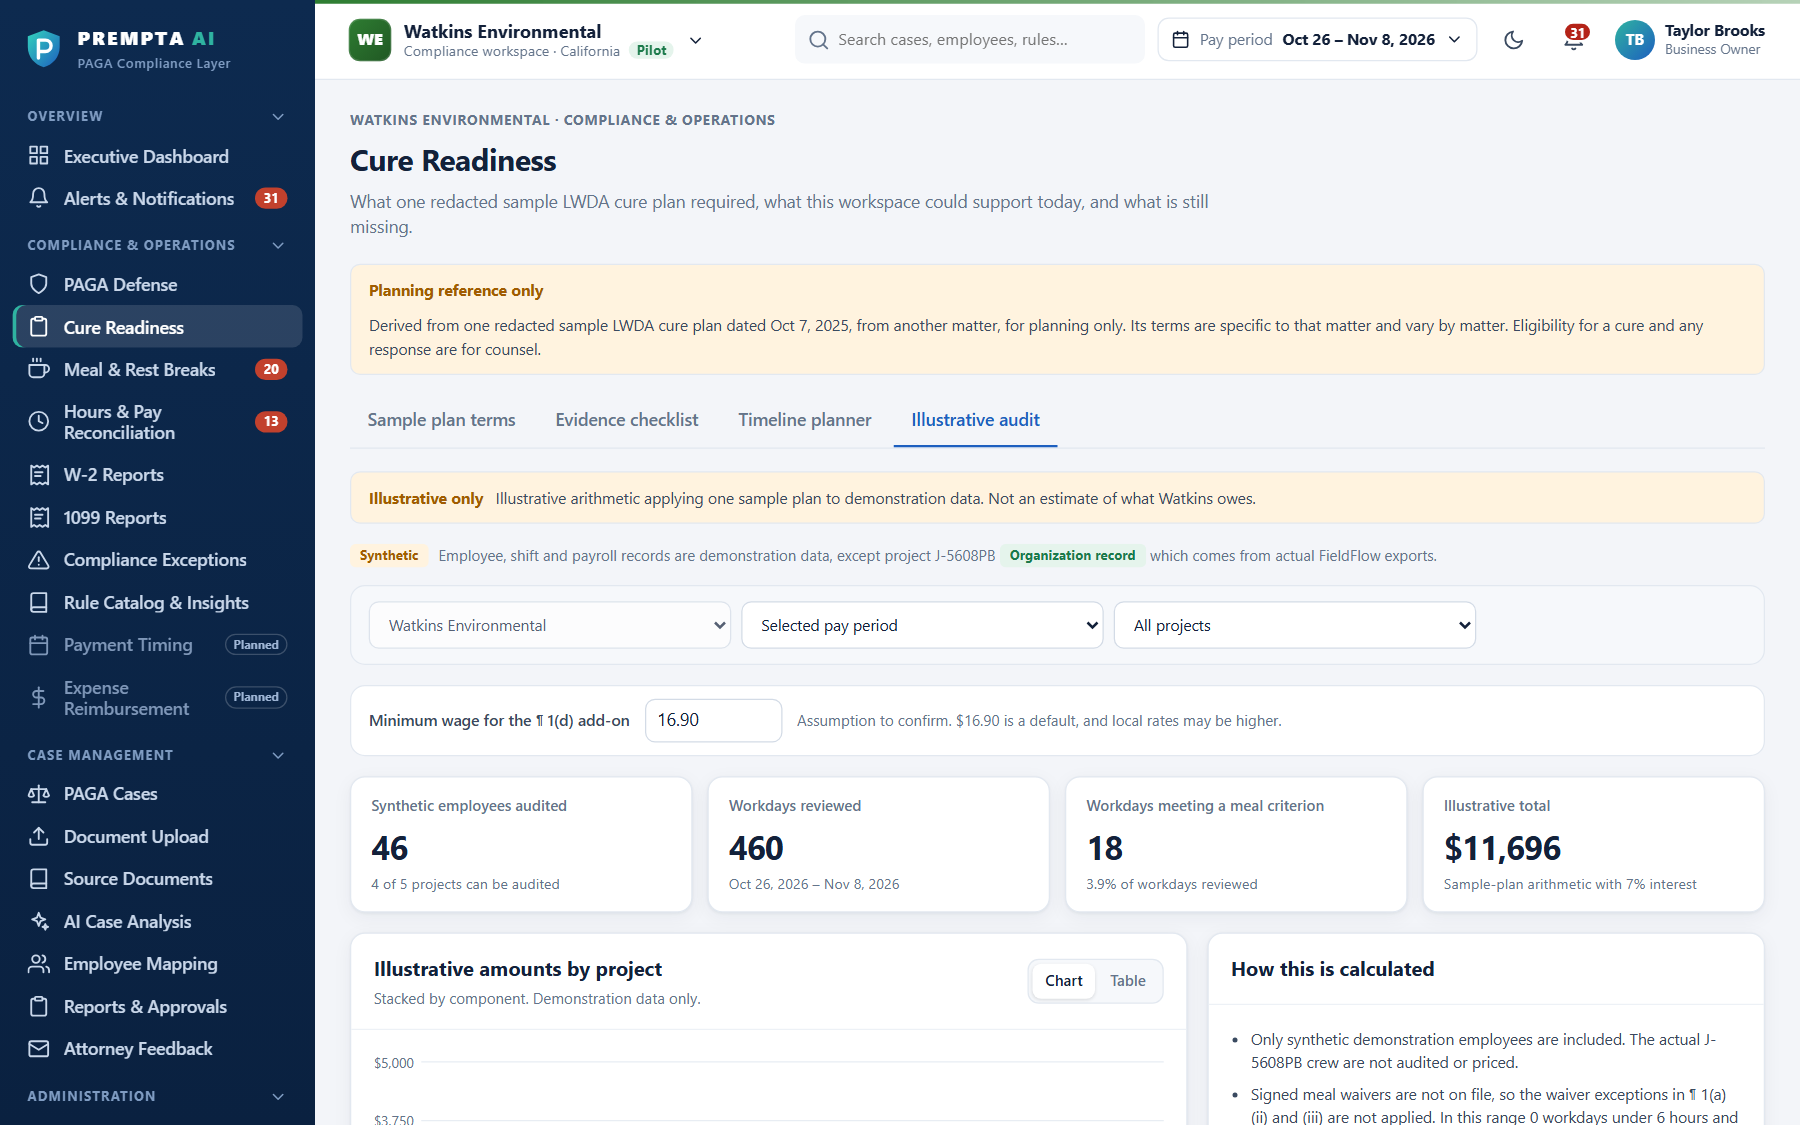 PREMPTA AI
PAGA Compliance Layer
OVERVIEW
Executive Dashboard
Alerts & Notifications 31
COMPLIANCE & OPERATIONS
PAGA Defense
Cure Readiness
Meal & Rest Breaks 20
Hours & Pay
Reconciliation 13
W-2 Reports
1099 Reports
Compliance Exceptions
Rule Catalog & Insights
Payment Timing Planned
Expense
Reimbursement Planned
CASE MANAGEMENT
PAGA Cases
Document Upload
Source Documents
AI Case Analysis
Employee Mapping
Reports & Approvals
Attorney Feedback
ADMINISTRATION
WE
Watkins Environmental
Compliance workspace · California Pilot
Search cases, employees, rules...
Pay period Oct 26 – Nov 8, 2026
31
TB
Taylor Brooks
Business Owner
WATKINS ENVIRONMENTAL · COMPLIANCE & OPERATIONS
Cure Readiness
What one redacted sample LWDA cure plan required, what this workspace could support today, and what is still
missing.
Planning reference only
Derived from one redacted sample LWDA cure plan dated Oct 7, 2025, from another matter, for planning only. Its terms are specific to that matter and vary by matter. Eligibility for a cure and any
response are for counsel.
Sample plan terms Evidence checklist Timeline planner Illustrative audit
Illustrative only Illustrative arithmetic applying one sample plan to demonstration data. Not an estimate of what Watkins owes.
Synthetic Employee, shift and payroll records are demonstration data, except project J-5608PB Organization record which comes from actual FieldFlow exports.
Watkins Environmental Selected pay period All projects
Minimum wage for the ¶ 1(d) add-on 16.90 Assumption to confirm. $16.90 is a default, and local rates may be higher.
Synthetic employees audited
46
4 of 5 projects can be audited
Workdays reviewed
460
Oct 26, 2026 – Nov 8, 2026
Workdays meeting a meal criterion
18
3.9% of workdays reviewed
Illustrative total
$11,696
Sample-plan arithmetic with 7% interest
Illustrative amounts by project
Stacked by component. Demonstration data only.
Chart Table
$5,000
$3,750
How this is calculated
• Only synthetic demonstration employees are included. The actual J-
5608PB crew are not audited or priced.
• Signed meal waivers are not on file, so the waiver exceptions in ¶ 1(a)
(ii) and (iii) are not applied. In this range 0 workdays under 6 hours and